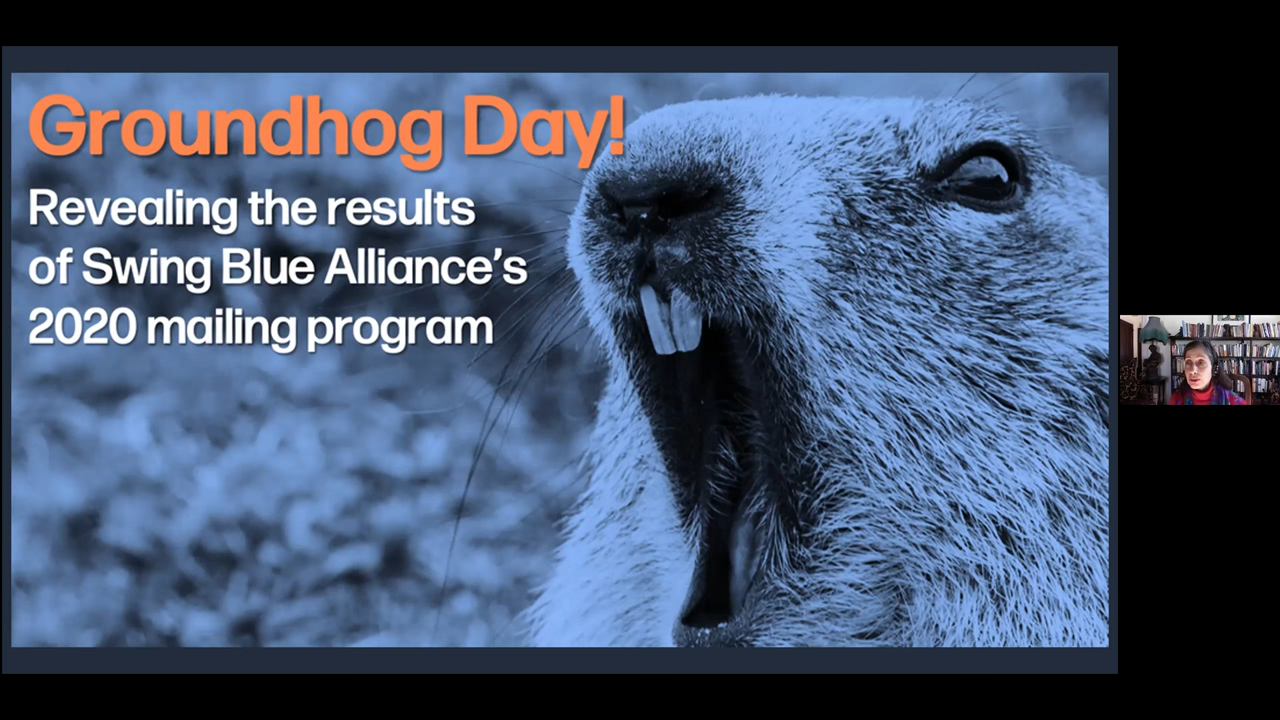 Groundhog Day!
Revealing the results
of Swing Blue Alliance’s
2020 mailing program